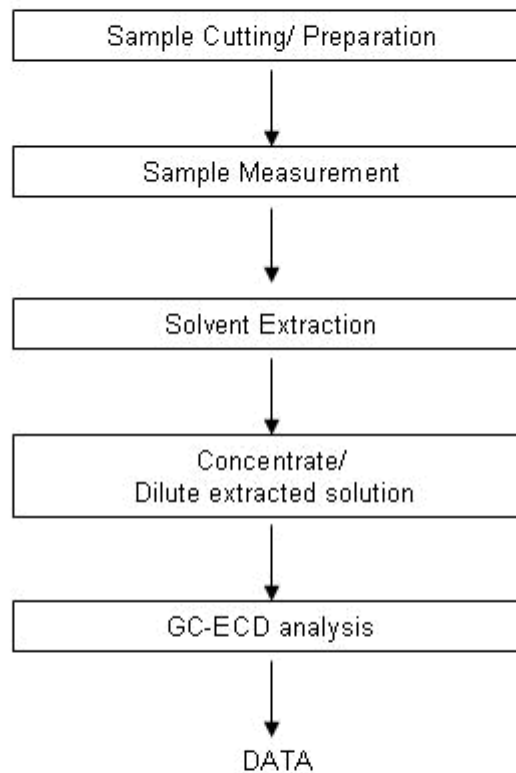 Sample Cutting/ Preparation
Sample Measurement
Solvent Extraction
Concentrate/
Dilute extracted solution
GC-ECD analysis
DATA